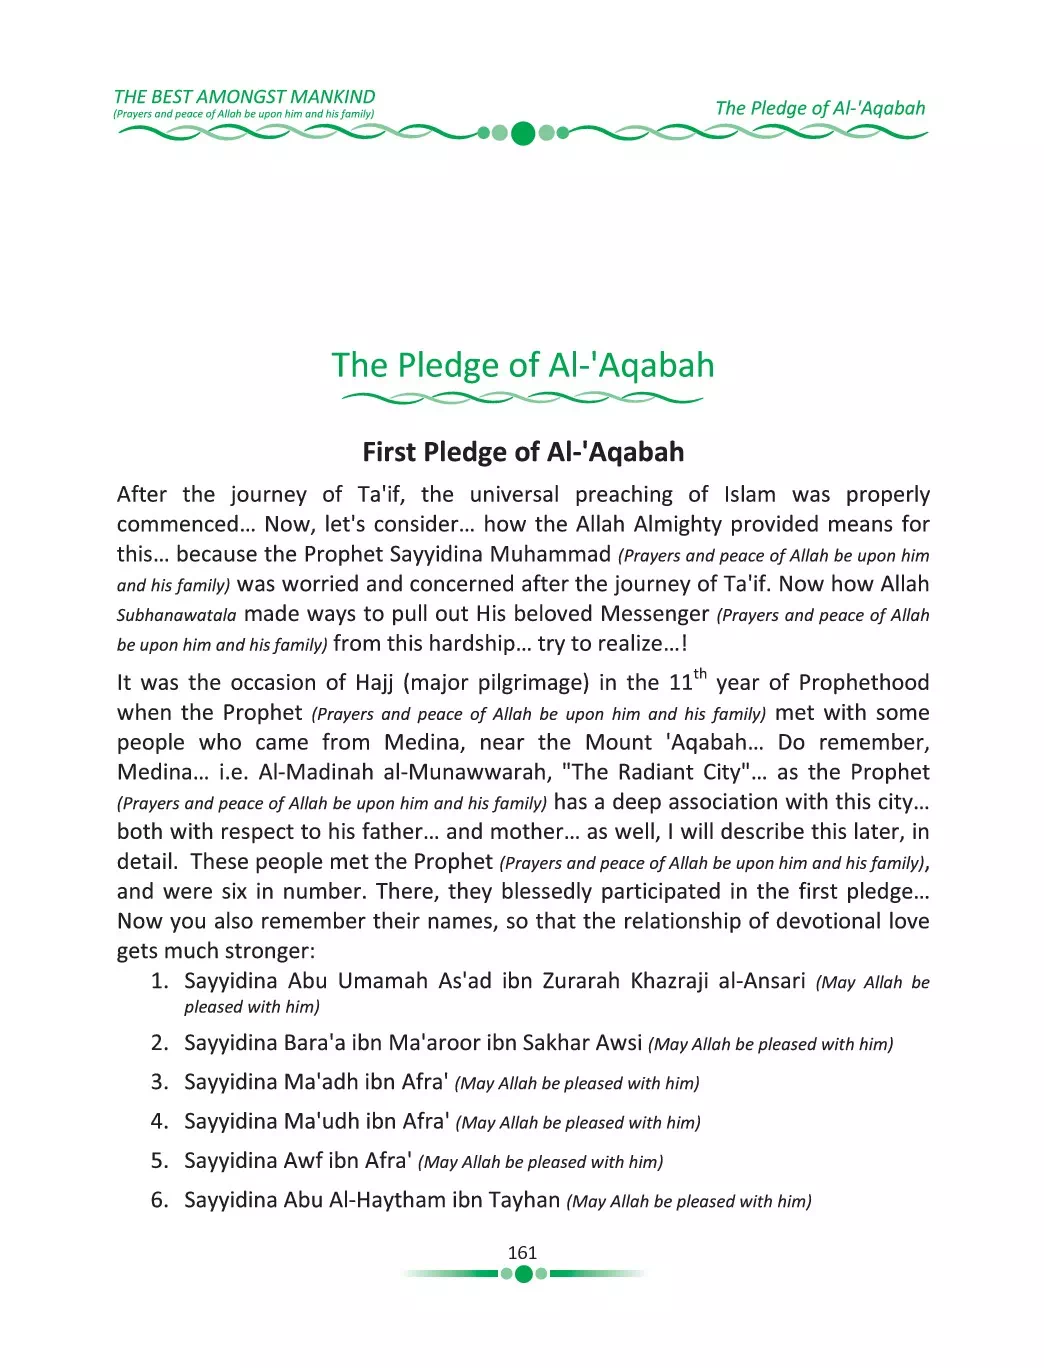 THE BEST AMONGST MANKIND
(Prayers and peace of Allah be upon him and his family)
The Pledge of Al-'Aqabah
The Pledge of Al-'Aqabah
First Pledge of Al-'Aqabah
After the journey of Ta'if, the universal preaching of Islam was properly
commenced… Now, let's consider… how the Allah Almighty provided means for
this… because the Prophet Sayyidina Muhammad (Prayers and peace of Allah be upon him
and his family) was worried and concerned after the journey of Ta'if. Now how Allah
Subhanawatala made ways to pull out His beloved Messenger (Prayers and peace of Allah
be upon him and his family) from this hardship… try to realize…!
It was the occasion of Hajj (major pilgrimage) in the 11th year of Prophethood
when the Prophet (Prayers and peace of Allah be upon him and his family) met with some
people who came from Medina, near the Mount 'Aqabah… Do remember,
Medina… i.e. Al-Madinah al-Munawwarah, "The Radiant City"… as the Prophet
(Prayers and peace of Allah be upon him and his family) has a deep association with this city…
both with respect to his father… and mother… as well, I will describe this later, in
detail. These people met the Prophet (Prayers and peace of Allah be upon him and his family),
and were six in number. There, they blessedly participated in the first pledge…
Now you also remember their names, so that the relationship of devotional love
gets much stronger:
1. Sayyidina Abu Umamah As'ad ibn Zurarah Khazraji al-Ansari (May Allah be
pleased with him)
2. Sayyidina Bara'a ibn Ma'aroor ibn Sakhar Awsi (May Allah be pleased with him)
3. Sayyidina Ma'adh ibn Afra' (May Allah be pleased with him)
4. Sayyidina Ma'udh ibn Afra' (May Allah be pleased with him)
5. Sayyidina Awf ibn Afra' (May Allah be pleased with him)
6. Sayyidina Abu Al-Haytham ibn Tayhan (May Allah be pleased with him)
161